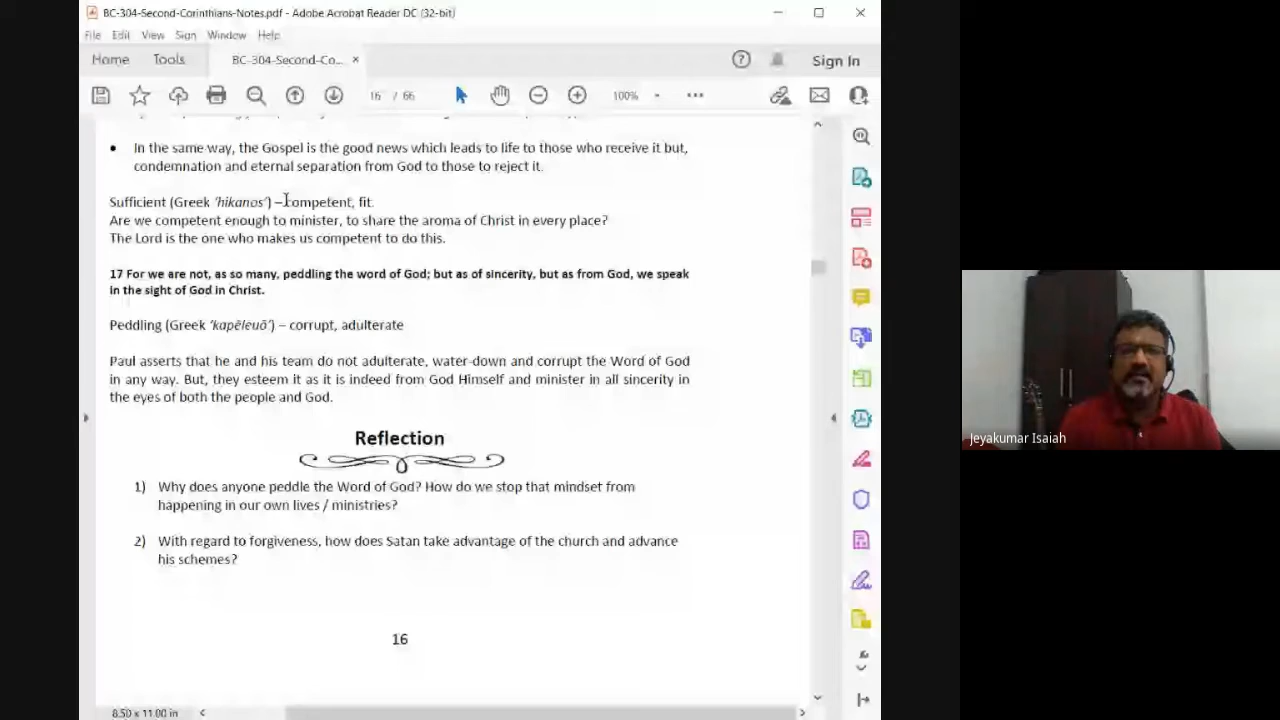 BC-304-Second-Corinthians-Notes.pdf - Adobe Acrobat Reader DC (32-bit)
File Edit View Sign Window Help
Home Tools BC-304-Second-Co... × Sign In
16 / 66 100%
• In the same way, the Gospel is the good news which leads to life to those who receive it but,
condemnation and eternal separation from God to those to reject it.
Sufficient (Greek ‘hikanos’) – competent, fit.
Are we competent enough to minister, to share the aroma of Christ in every place?
The Lord is the one who makes us competent to do this.
17 For we are not, as so many, peddling the word of God; but as of sincerity, but as from God, we speak
in the sight of God in Christ.
Peddling (Greek ‘kapēleuō’) – corrupt, adulterate
Paul asserts that he and his team do not adulterate, water-down and corrupt the Word of God
in any way. But, they esteem it as it is indeed from God Himself and minister in all sincerity in
the eyes of both the people and God.
Reflection
1) Why does anyone peddle the Word of God? How do we stop that mindset from
happening in our own lives / ministries?
2) With regard to forgiveness, how does Satan take advantage of the church and advance
his schemes?
16
8.50 x 11.00 in
Jeyakumar Isaiah